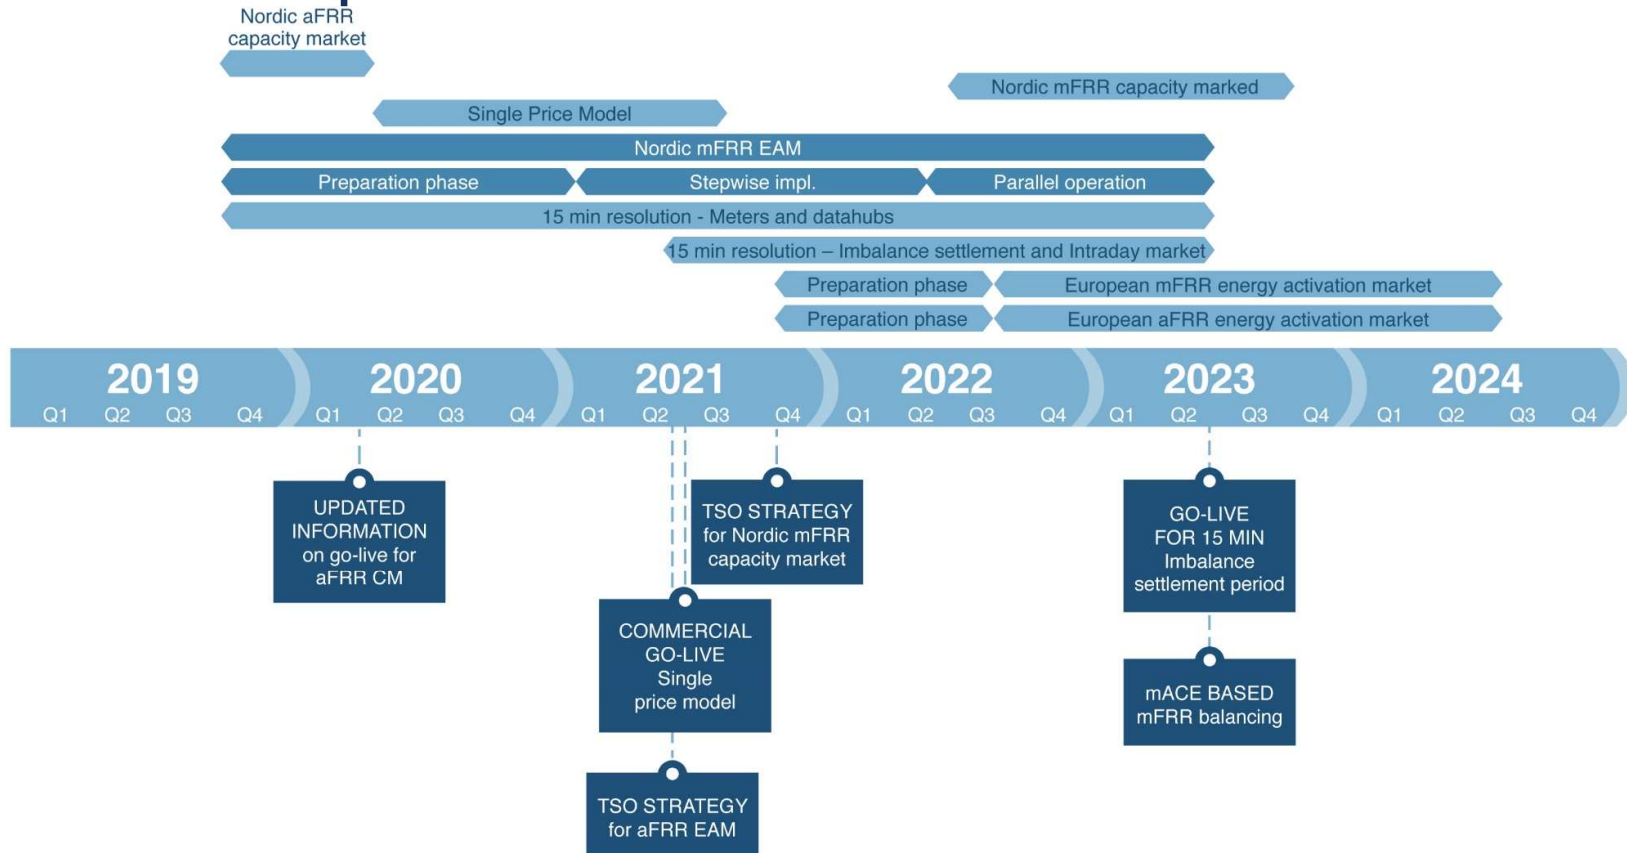 Nordic aFRR
capacity market
Nordic mFRR capacity marked
Single Price Model
Nordic mFRR EAM
Preparation phase
Stepwise impl.
Parallel operation
15 min resolution - Meters and datahubs
15 min resolution – Imbalance settlement and Intraday market
Preparation phase
European mFRR energy activation market
Preparation phase
European aFRR energy activation market
2019
2020
2021
2022
2023
2024
Q1 Q2 Q3 Q4
Q1 Q2 Q3 Q4
Q1 Q2 Q3 Q4
Q1 Q2 Q3 Q4
Q1 Q2 Q3 Q4
Q1 Q2 Q3 Q4
UPDATED
INFORMATION
on go-live for
aFRR CM
TSO STRATEGY
for Nordic mFRR
capacity market
COMMERCIAL
GO-LIVE
Single
price model
TSO STRATEGY
for aFRR EAM
GO-LIVE
FOR 15 MIN
Imbalance
settlement period
mACE BASED
mFRR balancing